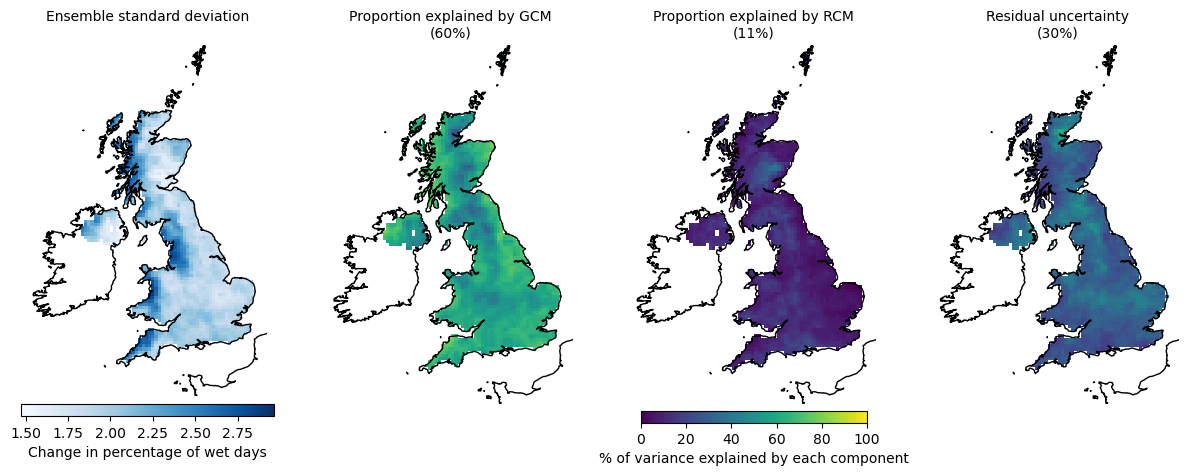 Ensemble standard deviation
Proportion explained by GCM
(60%)
Proportion explained by RCM
(11%)
Residual uncertainty
(30%)
1.50 1.75 2.00 2.25 2.50 2.75
Change in percentage of wet days
0 20 40 60 80 100
% of variance explained by each component